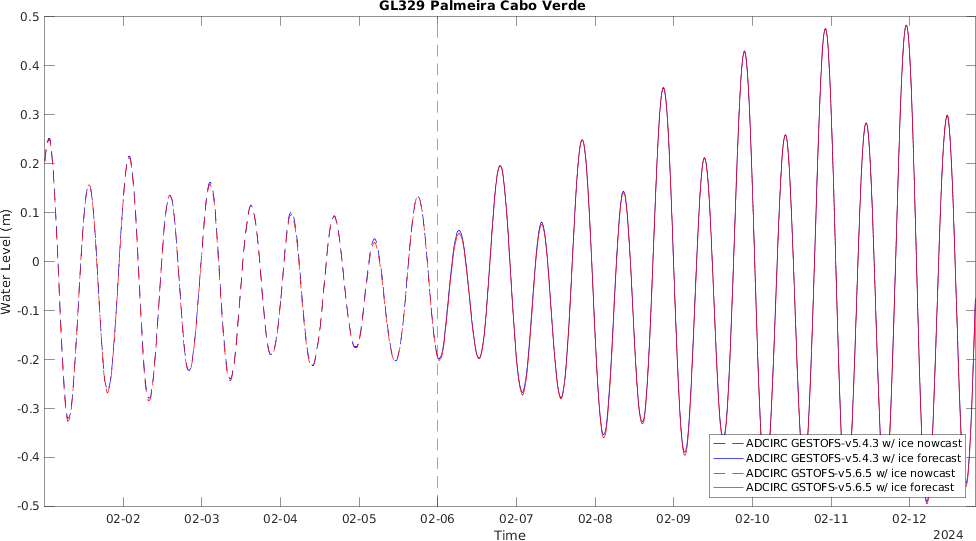 GL329 Palmeira Cabo Verde
0.5
0.4
0.3
0.2
0.1
0
-0.1
-0.2
-0.3
-0.4
-0.5
Water Level (m)
ADCIRC GESTOFS-v5.4.3 w/ ice nowcast
ADCIRC GESTOFS-v5.4.3 w/ ice forecast
ADCIRC GSTOFS-v5.6.5 w/ ice nowcast
ADCIRC GSTOFS-v5.6.5 w/ ice forecast
02-02 02-03 02-04 02-05 02-06 02-07 02-08 02-09 02-10 02-11 02-12
Time
2024